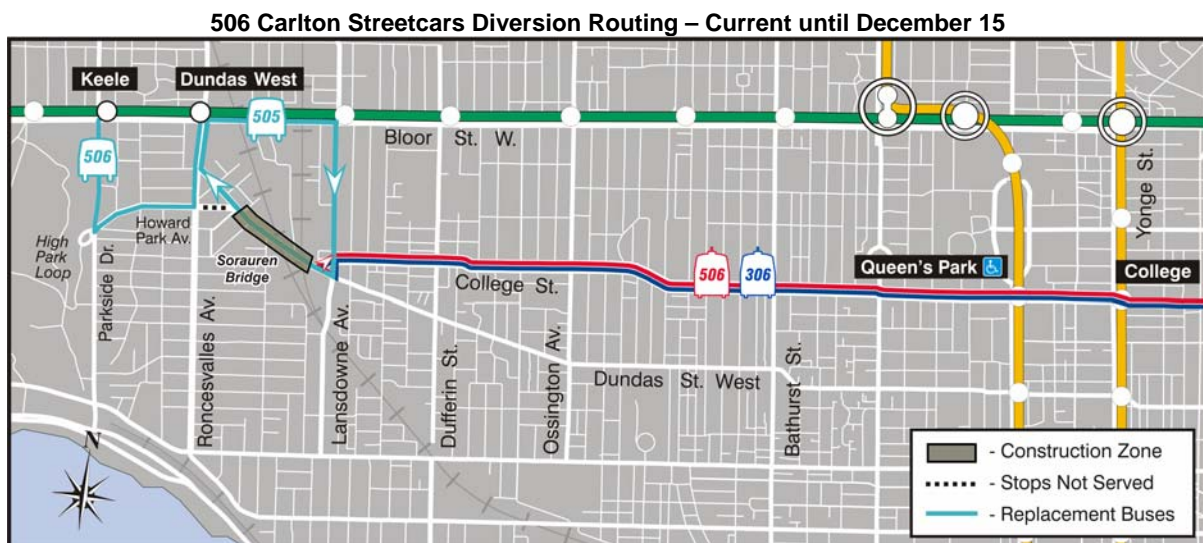 506 Carlton Streetcars Diversion Routing – Current until December 15
Keele
Dundas West
505
506
Bloor St. W.
Yonge St.
Howard
Park Av.
High
Park
Loop
Sorauren
Bridge
Parkside Dr.
Roncesvalles Av.
Lansdowne Av.
College St.
506
306
Queen's Park
College
Dufferin St.
Ossington Av.
Dundas St. West
Bathurst St.
N
- Construction Zone
- Stops Not Served
- Replacement Buses